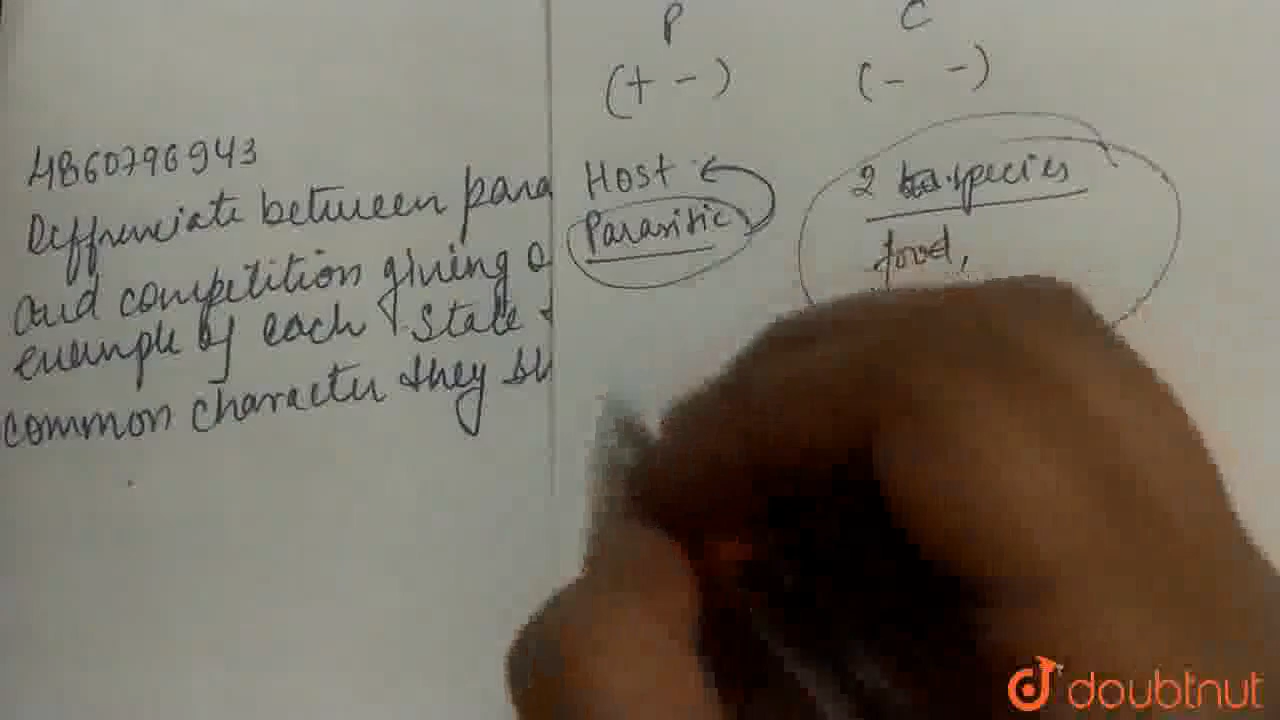 P C
(+ -) (- -)
4860796943
Deffrenciate between para
and competition giving o
example of each & State
common character they sh
Host
Parasitic
2 species
food,
doubtnut